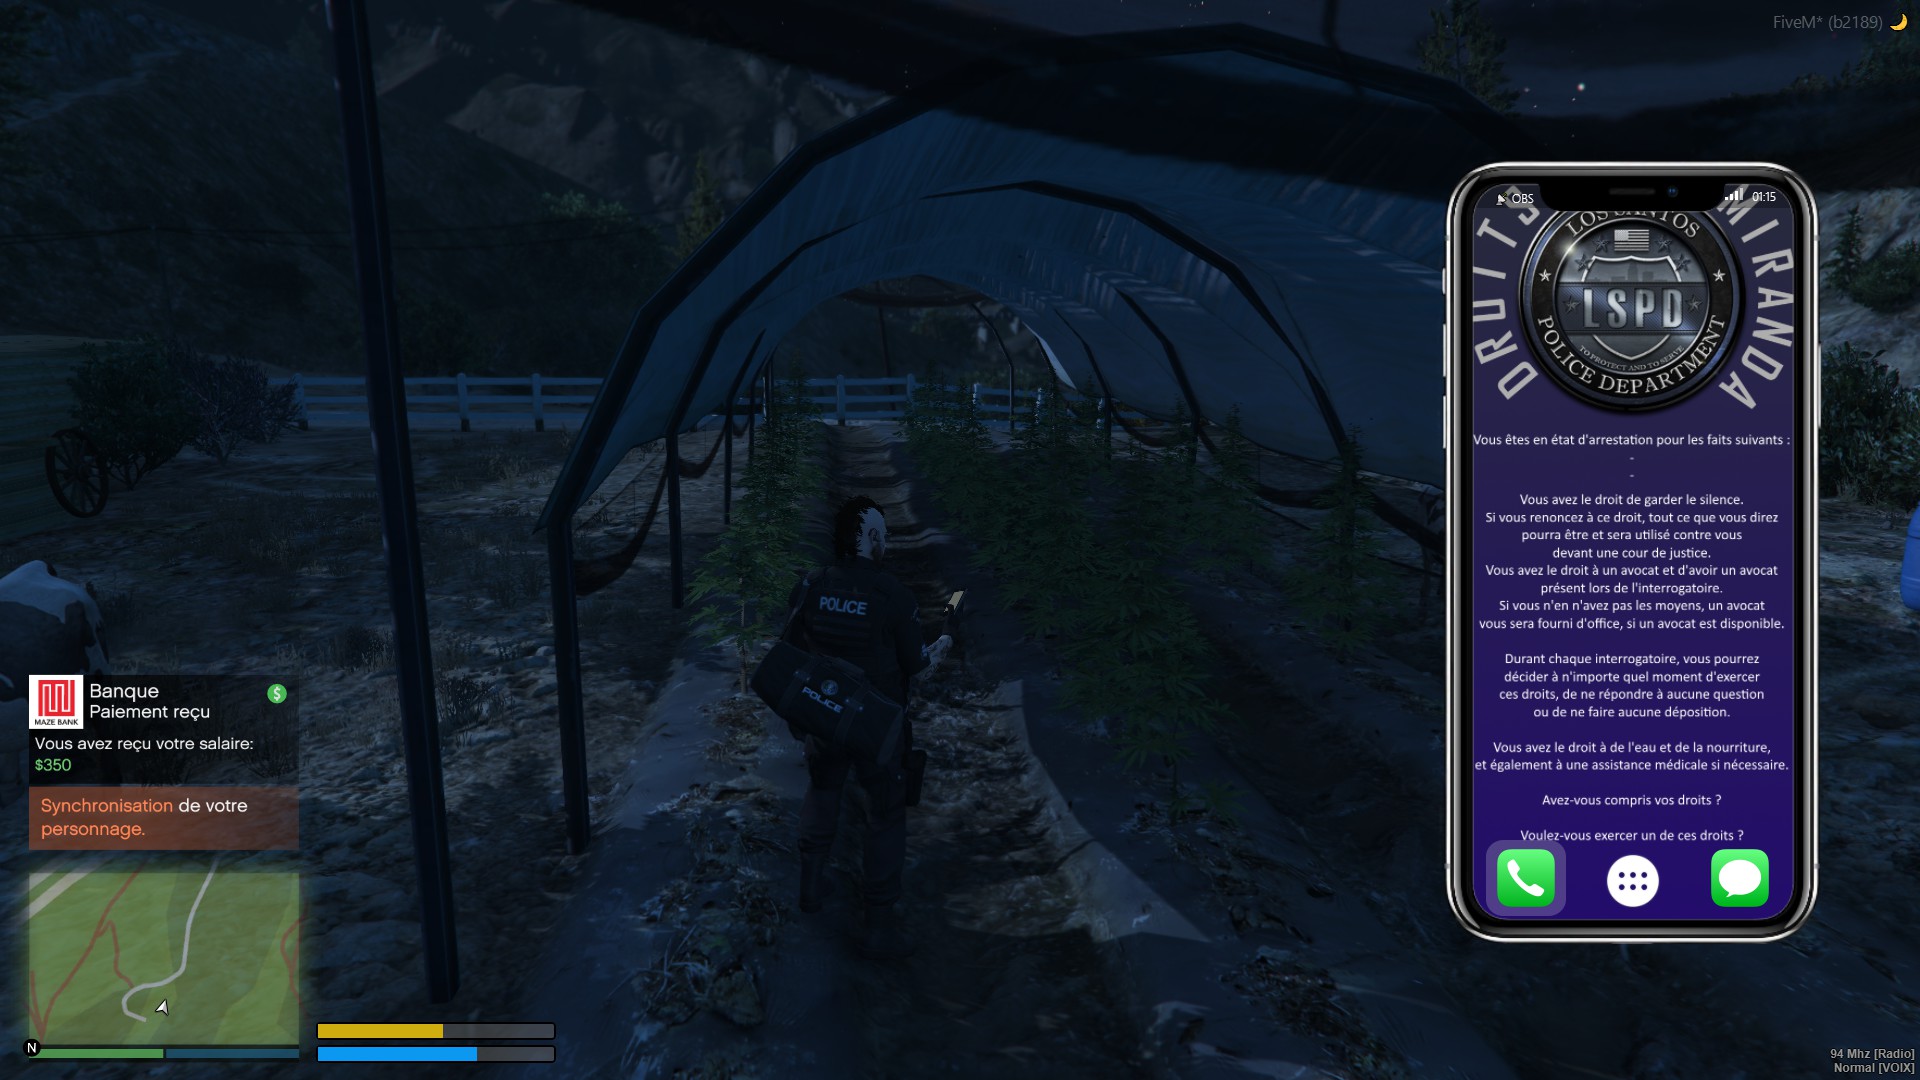 FiveM* (b2189)
OBS
01:15
DRUITS MIRANDA
LOS SANTOS
LSPD
TO PROTECT AND TO SERVE
POLICE DEPARTMENT
Vous êtes en état d'arrestation pour les faits suivants :
-
-
Vous avez le droit de garder le silence.
Si vous renoncez à ce droit, tout ce que vous direz
pourra être et sera utilisé contre vous
devant une cour de justice.
Vous avez le droit à un avocat et d'avoir un avocat
présent lors de l'interrogatoire.
Si vous n'en n'avez pas les moyens, un avocat
vous sera fourni d'office, si un avocat est disponible.
Durant chaque interrogatoire, vous pourrez
décider à n'importe quel moment d'exercer
ces droits, de ne répondre à aucune question
ou de ne faire aucune déposition.
Vous avez le droit à de l'eau et de la nourriture,
et également à une assistance médicale si nécessaire.
Avez-vous compris vos droits ?
Voulez-vous exercer un de ces droits ?
POLICE
POLICE
MAZE BANK
Banque
Paiement reçu
$
Vous avez reçu votre salaire:
$350
Synchronisation de votre
personnage.
N
94 Mhz [Radio]
Normal [VOIX]